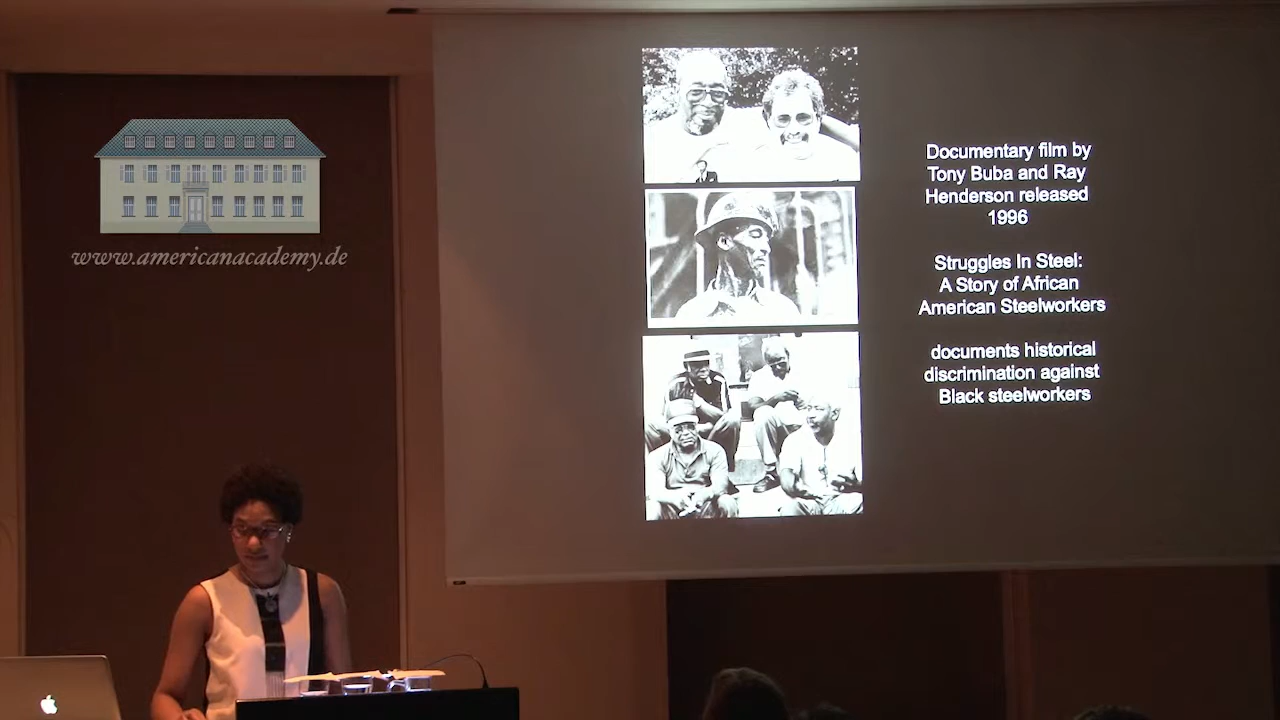 www.americanacademy.de
Documentary film by
Tony Buba and Ray
Henderson released
1996
Struggles In Steel:
A Story of African
American Steelworkers
documents historical
discrimination against
Black steelworkers